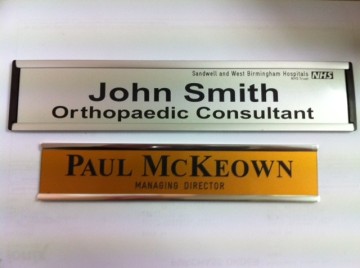 Sandwell and West Birmingham Hospitals NHS
NHS Trust
John Smith
Orthopaedic Consultant
PAUL MCKEOWN
MANAGING DIRECTOR